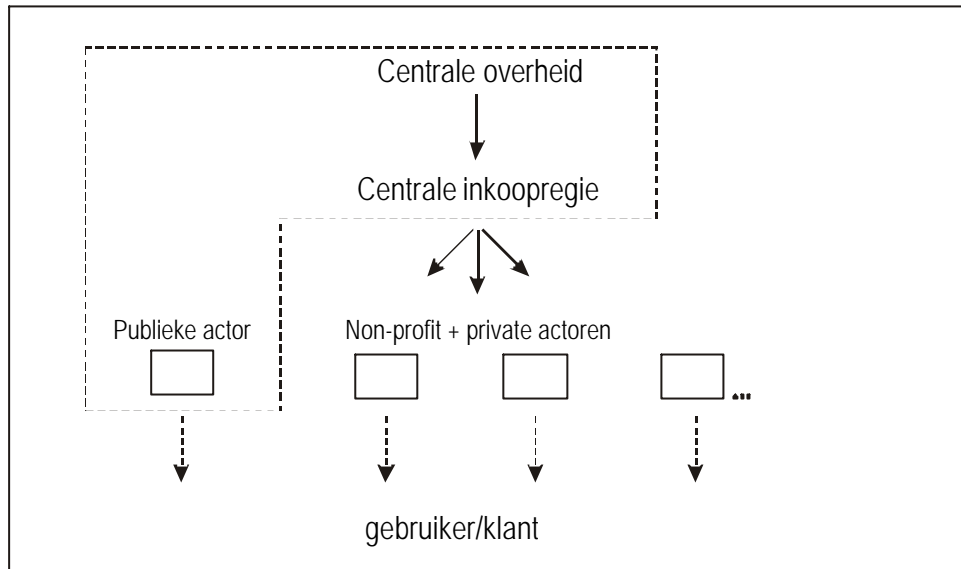 Centrale overheid
Centrale inkoopregie
Publieke actor
Non-profit + private actoren
...
gebruiker/klant